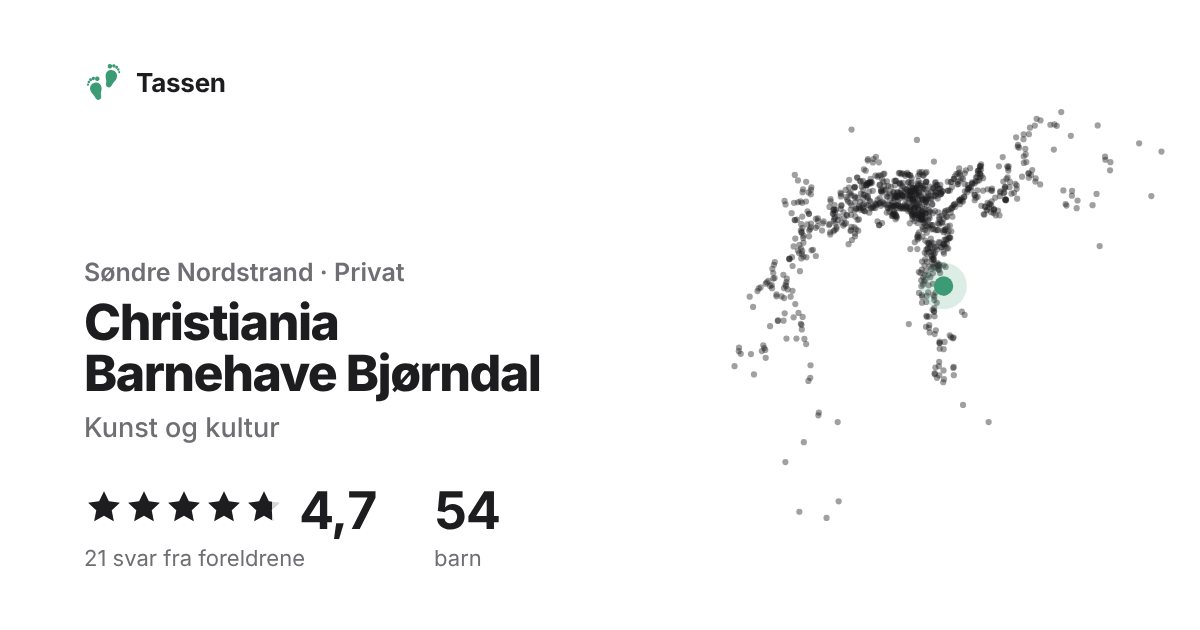 Tassen
Søndre Nordstrand · Privat
Christiania
Barnehave Bjørndal
Kunst og kultur
4,7
54
21 svar fra foreldrene
barn